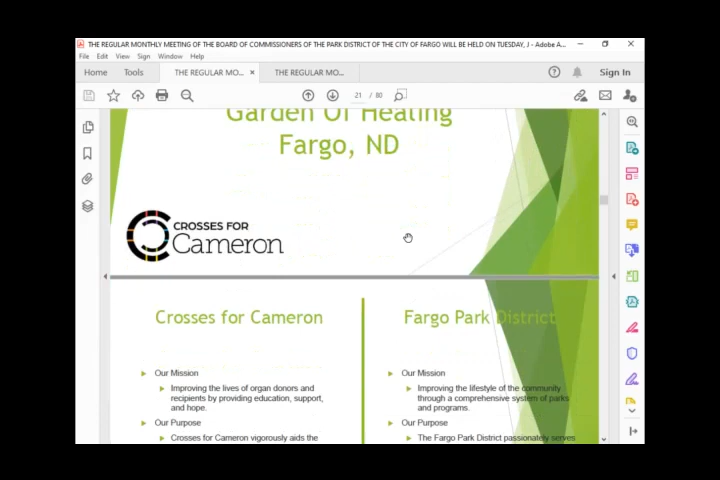 THE REGULAR MONTHLY MEETING OF THE BOARD OF COMMISSIONERS OF THE PARK DISTRICT OF THE CITY OF FARGO WILL BE HELD ON TUESDAY, J - Adobe A...
File Edit View Sign Window Help
Home Tools THE REGULAR MO... × THE REGULAR MO... Sign In
21 / 80
Garden Of Healing
Fargo, ND
CROSSES FOR
Cameron
Crosses for Cameron
Our Mission
Improving the lives of organ donors and
recipients by providing education, support,
and hope.
Our Purpose
Crosses for Cameron vigorously aids the
Fargo Park District
Our Mission
Improving the lifestyle of the community
through a comprehensive system of parks
and programs.
Our Purpose
The Fargo Park District passionately serves